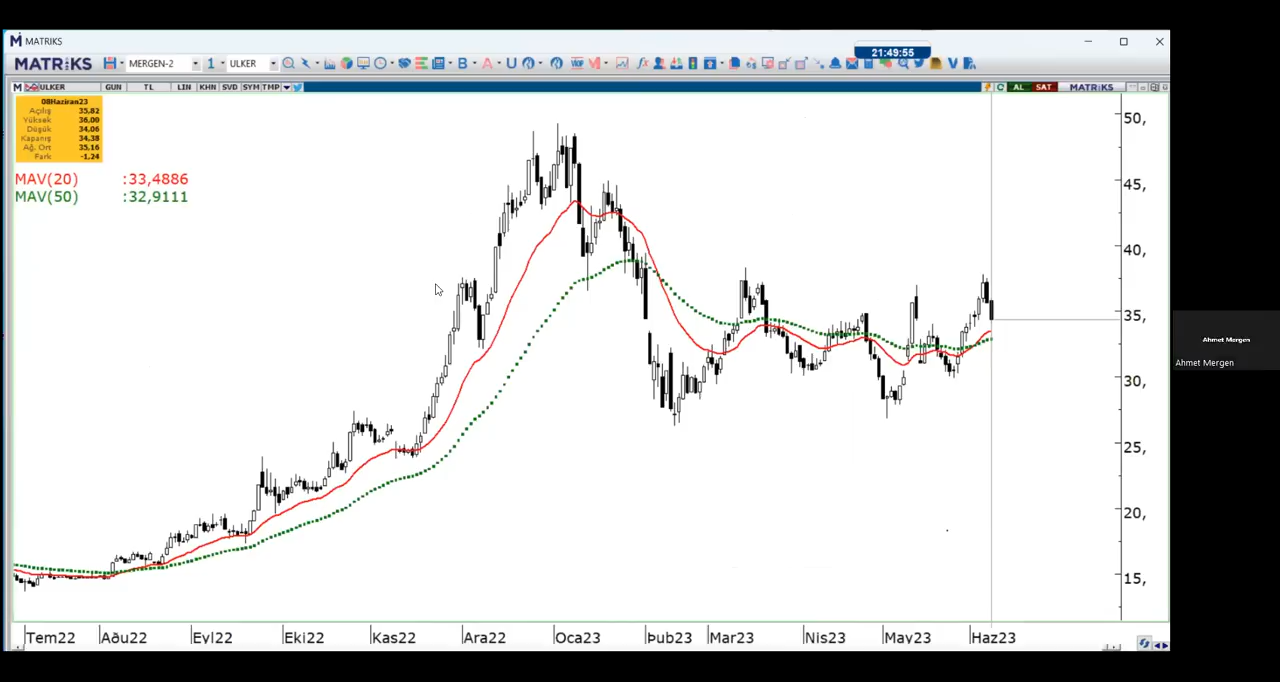 MATRIKS
MATRIKS MERGEN-2 1 ULKER
21:49:55
ULKER GUN TL LIN KHN SVD SYM TMP AL SAT MATRIKS
08Haziran23
Açılış 35,82
Yüksek 36,00
Düşük 34,06
Kapanış 34,38
Ağ. Ort 35,16
Fark -1,24
MAV(20) :33,4886
MAV(50) :32,9111
50,
45,
40,
35,
30,
25,
20,
15,
Tem22 Aðu22 Eyl22 Eki22 Kas22 Ara22 Oca23 Þub23 Mar23 Nis23 May23 Haz23
Ahmet Mergen
Ahmet Mergen